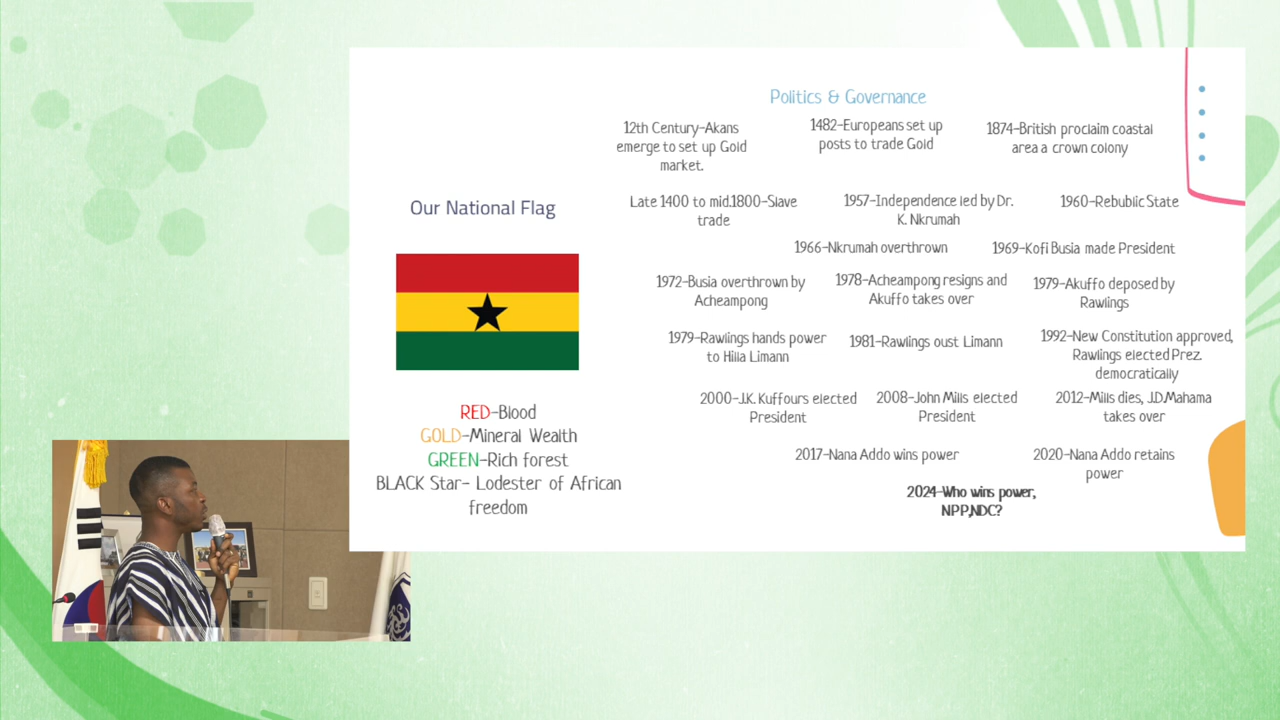 Politics & Governance
12th Century-Akans
emerge to set up Gold
market.
1482-Europeans set up
posts to trade Gold
1874-British proclaim coastal
area a crown colony
Late 1400 to mid.1800-Slave
trade
1957-Independence led by Dr.
K. Nkrumah
1960-Rebublic State
1966-Nkrumah overthrown
1969-Kofi Busia made President
1972-Busia overthrown by
Acheampong
1978-Acheampong resigns and
Akuffo takes over
1979-Akuffo deposed by
Rawlings
1979-Rawlings hands power
to Hilla Limann
1981-Rawlings oust Limann
1992-New Constitution approved,
Rawlings elected Prez.
democratically
2000-J.K. Kuffours elected
President
2008-John Mills elected
President
2012-Mills dies, J.D.Mahama
takes over
2017-Nana Addo wins power
2020-Nana Addo retains
power
2024-Who wins power,
NPP,NDC?
Our National Flag
RED-Blood
GOLD-Mineral Wealth
GREEN-Rich forest
BLACK Star- Lodester of African
freedom